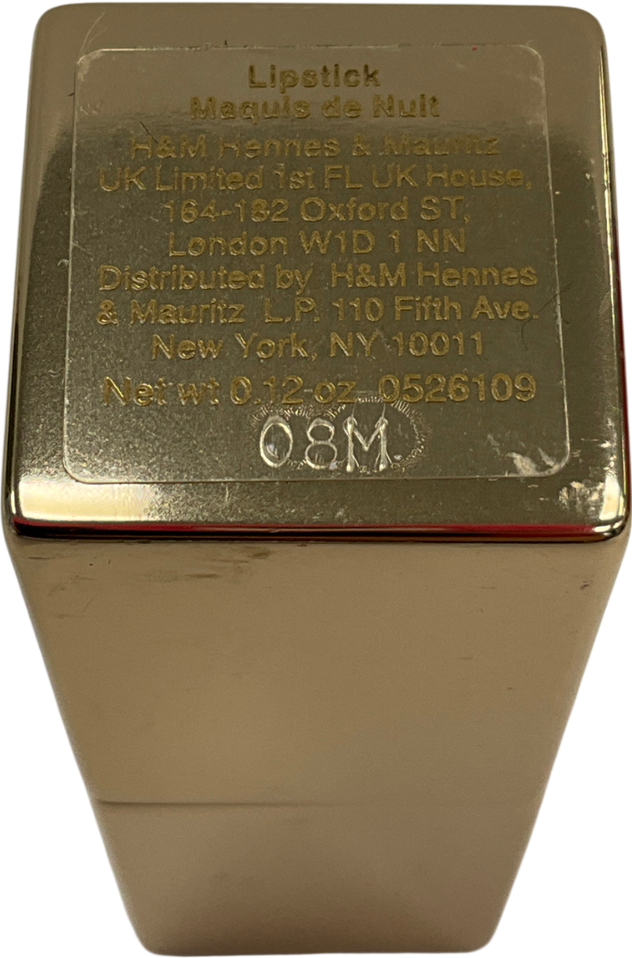 Lipstick
Maquis de Nuit
H&M Hennes & Mauritz
UK Limited 1st FL UK House,
164-182 Oxford ST,
London W1D 1 NN
Distributed by H&M Hennes
& Mauritz L.P. 110 Fifth Ave.
New York, NY 10011
Net wt 0.12 oz 0526109
08M